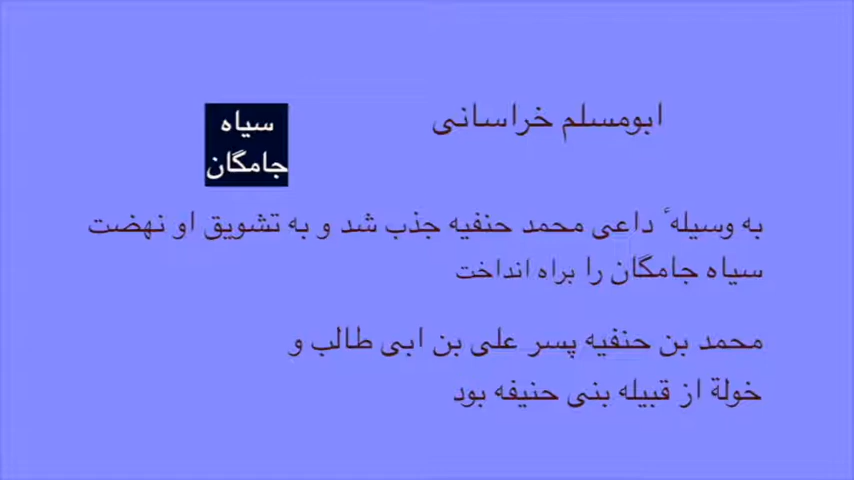 ابومسلم خراسانی
سیاه
جامگان
به وسیلهٔ داعی محمد حنفیه جذب شد و به تشویق او نهضت
سیاه جامگان را براه انداخت
محمد بن حنفیه پسر علی بن ابی طالب و
خولة از قبیله بنی حنیفه بود